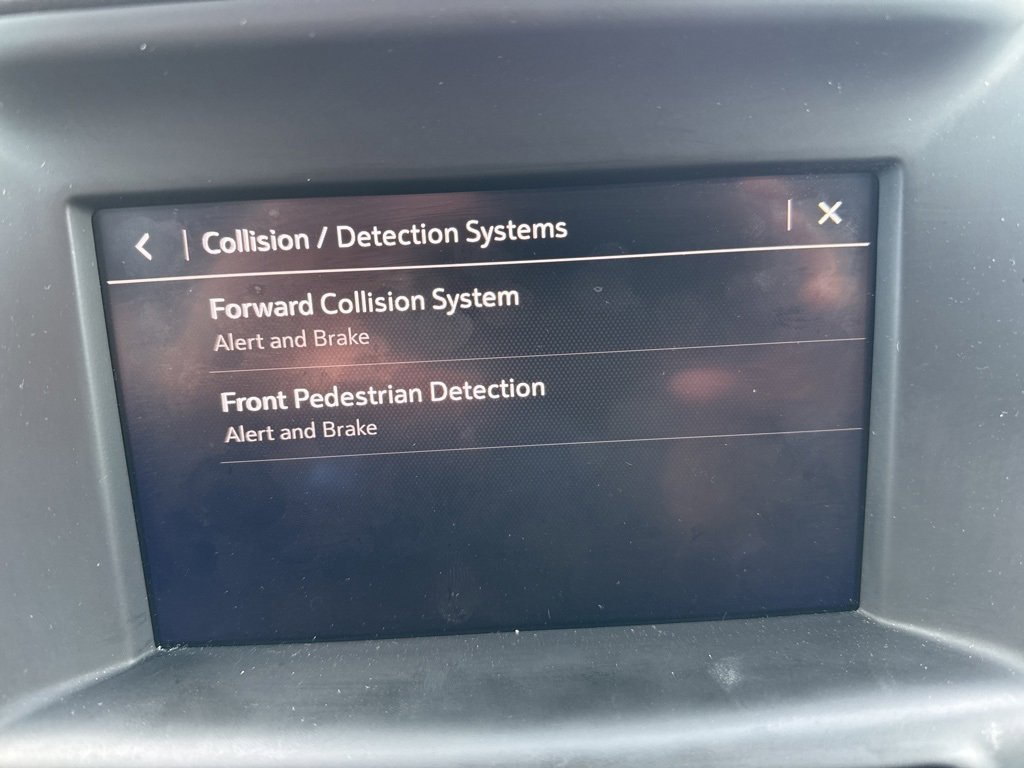 Collision / Detection Systems
Forward Collision System
Alert and Brake
Front Pedestrian Detection
Alert and Brake